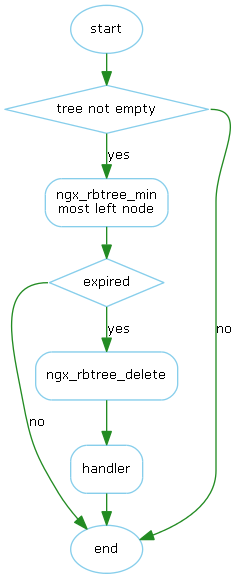 start
tree not empty
yes
ngx_rbtree_min
most left node
expired
yes
no
ngx_rbtree_delete
no
handler
end